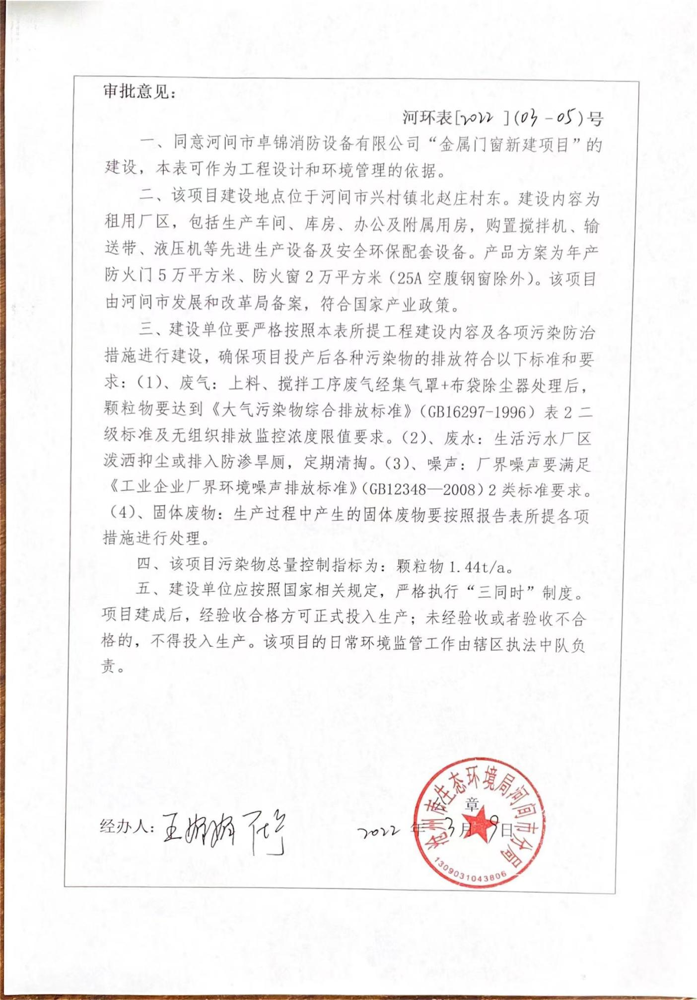 审批意见：
河环表[2022 ](03-05)号
一、同意河间市卓锦消防设备有限公司“金属门窗新建项目”的
建设，本表可作为工程设计和环境管理的依据。
二、该项目建设地点位于河间市兴村镇北赵庄村东。建设内容为
租用厂区，包括生产车间、库房、办公及附属用房，购置搅拌机、输
送带、液压机等先进生产设备及安全环保配套设备。产品方案为年产
防火门5万平方米、防火窗2万平方米（25A空腹钢窗除外）。该项目
由河间市发展和改革局备案，符合国家产业政策。
三、建设单位要严格按照本表所提工程建设内容及各项污染防治
措施进行建设，确保项目投产后各种污染物的排放符合以下标准和要
求：（1）、废气：上料、搅拌工序废气经集气罩+布袋除尘器处理后，
颗粒物要达到《大气污染物综合排放标准》（GB16297-1996）表2二
级标准及无组织排放监控浓度限值要求。（2）、废水：生活污水厂区
泼洒抑尘或排入防渗旱厕，定期清掏。（3）、噪声：厂界噪声要满足
《工业企业厂界环境噪声排放标准》（GB12348—2008）2类标准要求。
（4）、固体废物：生产过程中产生的固体废物要按照报告表所提各项
措施进行处理。
四、该项目污染物总量控制指标为：颗粒物1.44t/a。
五、建设单位应按照国家相关规定，严格执行“三同时”制度。
项目建成后，经验收合格方可正式投入生产；未经验收或者验收不合
格的，不得投入生产。该项目的日常环境监管工作由辖区执法中队负
责。
沧州市生态环境局河间市分局
公 章
经办人：王娟娟
2022 年 3月 9日
1309031043806